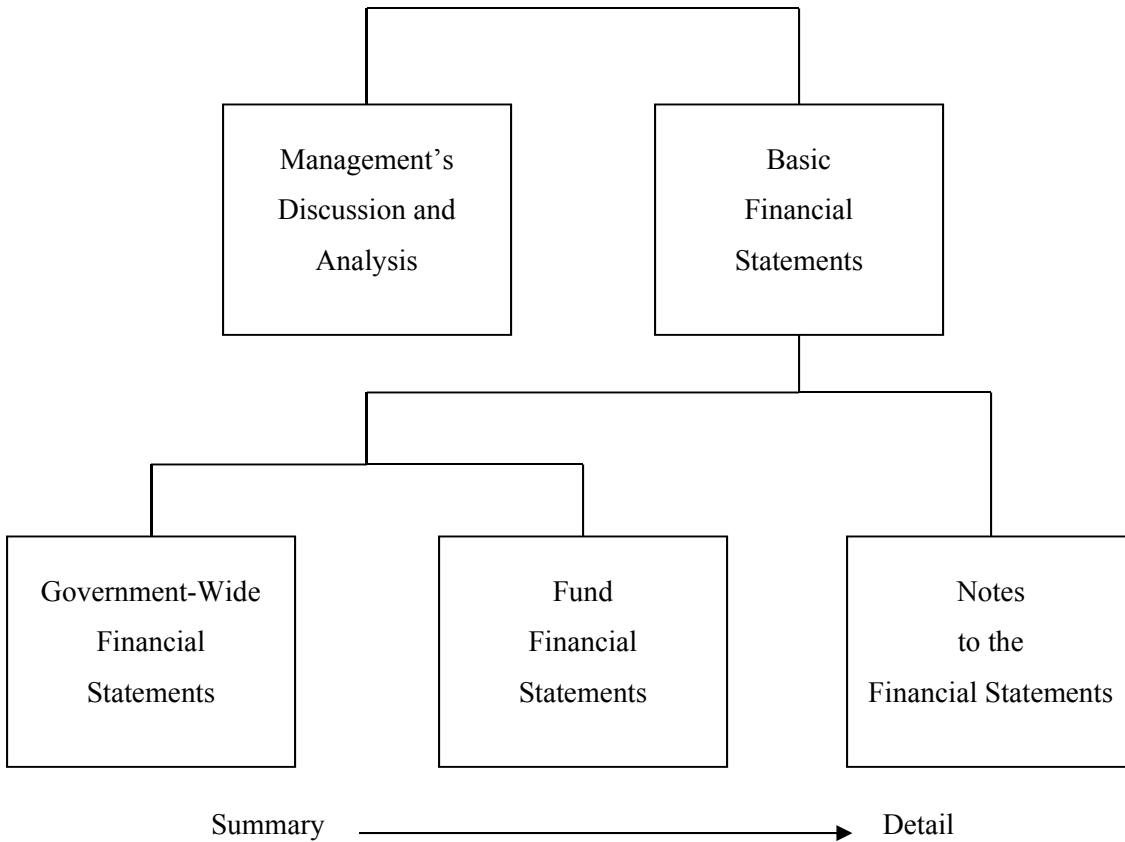 Management’s
Discussion and
Analysis
Basic
Financial
Statements
Government-Wide
Financial
Statements
Fund
Financial
Statements
Notes
to the
Financial Statements
Summary
Detail